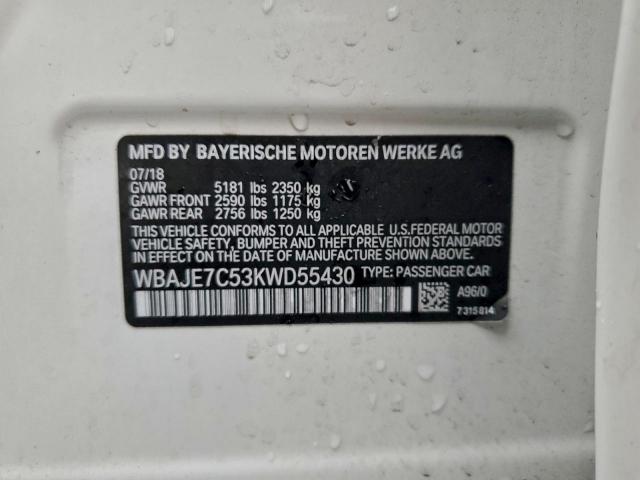 MFD BY BAYERISCHE MOTOREN WERKE AG
07/18
GVWR 5181 lbs 2350 kg
GAWR FRONT 2590 lbs 1175 kg
GAWR REAR 2756 lbs 1250 kg
THIS VEHICLE CONFORMS TO ALL APPLICABLE U.S.FEDERAL MOTOR
VEHICLE SAFETY, BUMPER AND THEFT PREVENTION STANDARDS
IN EFFECT ON THE DATE OF MANUFACTURE SHOWN ABOVE.
WBAJE7C53KWD55430 TYPE: PASSENGER CAR
A96/0
7315814